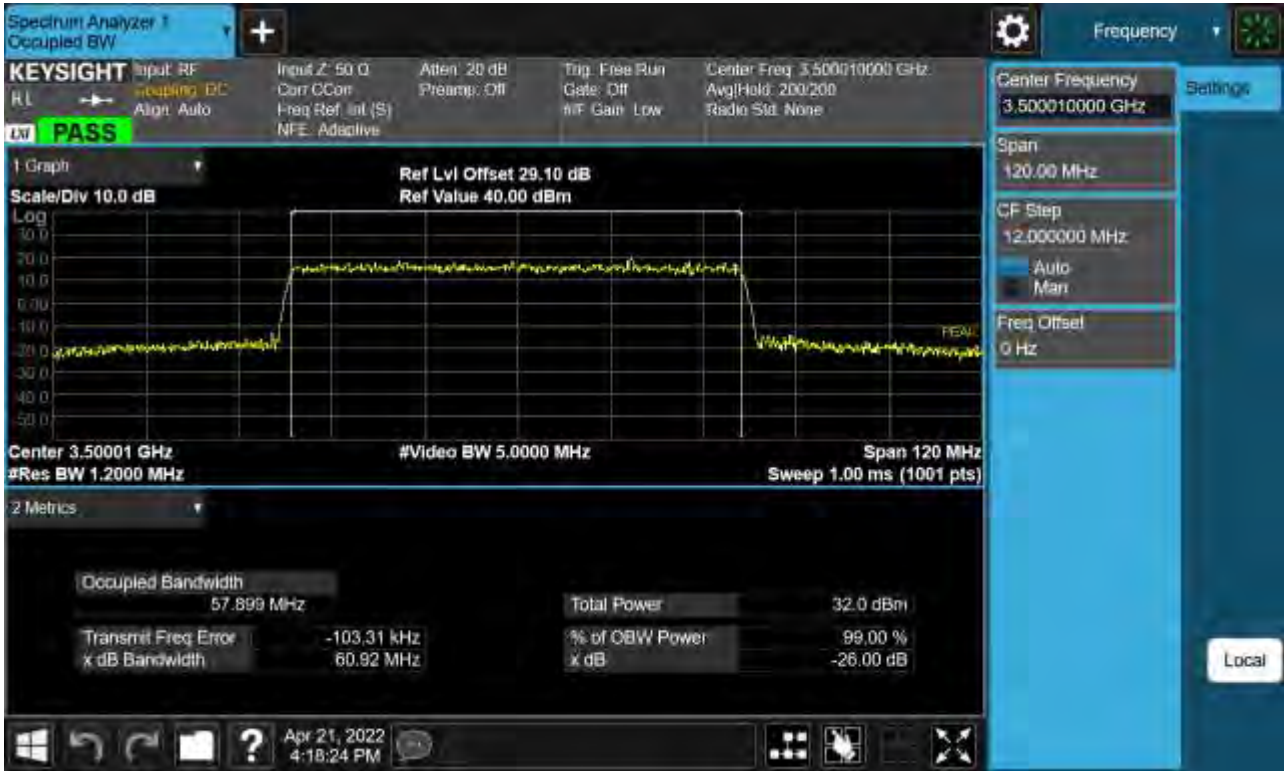 Spectrum Analyzer 1
Occupied BW
+
Frequency
KEYSIGHT
Input: RF
Coupling: DC
Align: Auto
RL
LXI
PASS
Input Z: 50 Ω
Corr CCorr
Freq Ref: Int (S)
NFE: Adaptive
Atten: 20 dB
Preamp: Off
Trig: Free Run
Gate: Off
#IF Gain: Low
Center Freq: 3.500010000 GHz
Avg|Hold: 200/200
Radio Std: None
Center Frequency
3.500010000 GHz
Settings
Span
120.00 MHz
CF Step
12.000000 MHz
Auto
Man
Freq Offset
0 Hz
Local
1 Graph
Scale/Div 10.0 dB
Ref Lvl Offset 29.10 dB
Ref Value 40.00 dBm
Log
30.0
20.0
10.0
0.00
-10.0
-20.0
-30.0
-40.0
-50.0
PEAK
Center 3.50001 GHz
#Video BW 5.0000 MHz
Span 120 MHz
#Res BW 1.2000 MHz
Sweep 1.00 ms (1001 pts)
2 Metrics
Occupied Bandwidth
57.899 MHz
Total Power 32.0 dBm
Transmit Freq Error -103.31 kHz
% of OBW Power 99.00 %
x dB Bandwidth 60.92 MHz
x dB -26.00 dB
?
Apr 21, 2022
4:18:24 PM